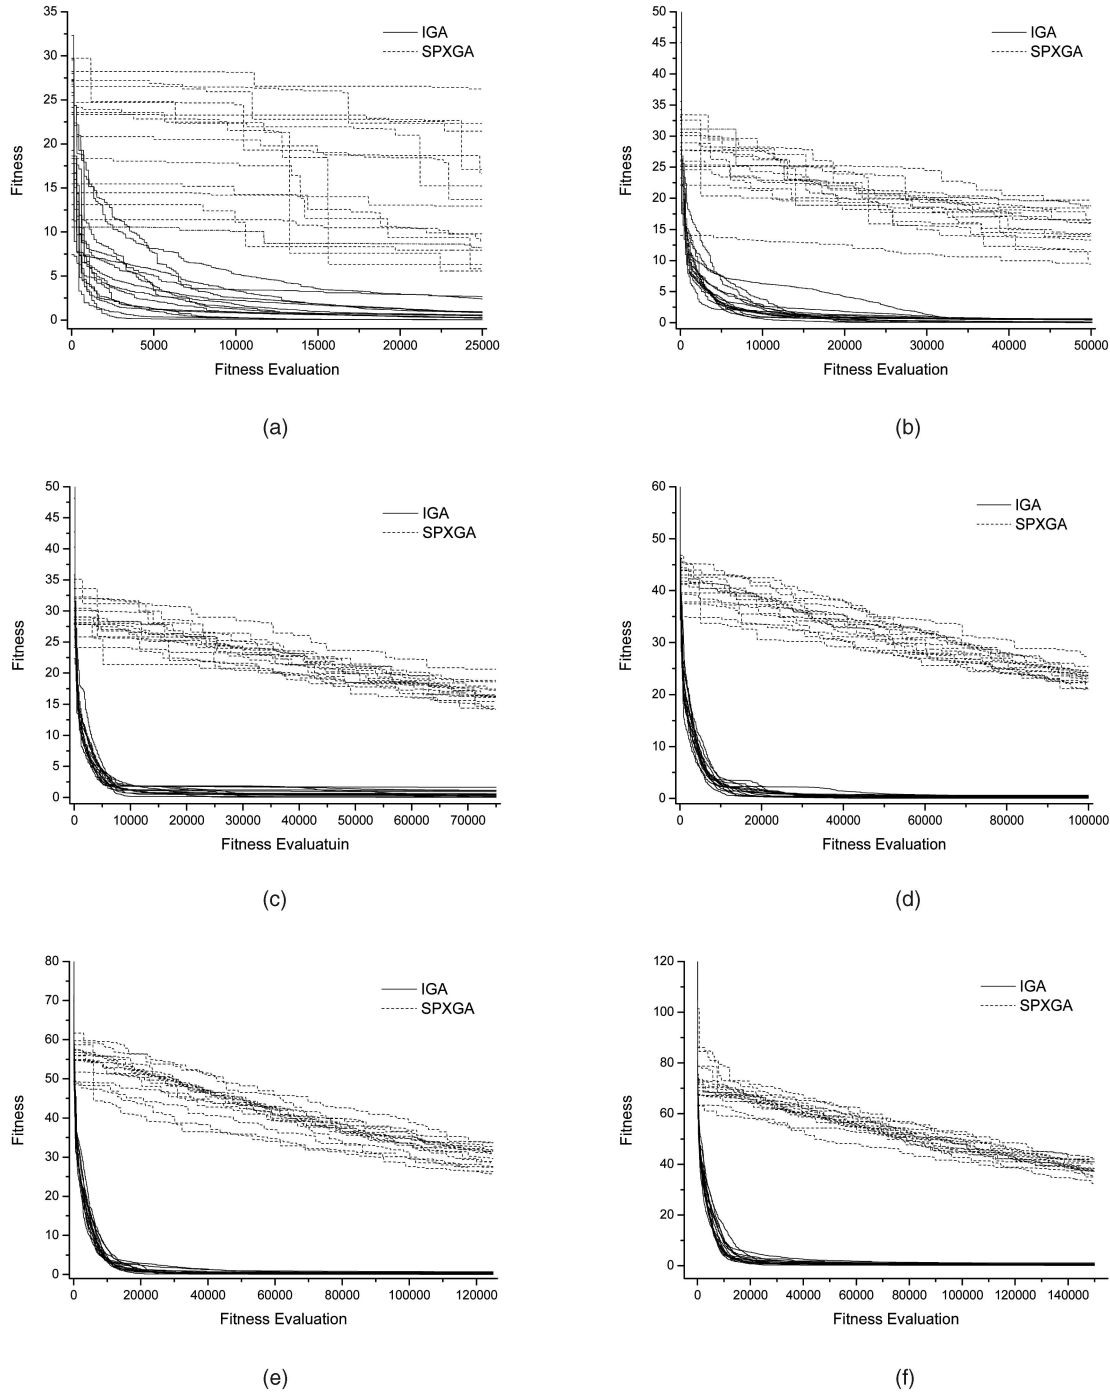 35
30
25
20
15
10
5
0
Fitness
IGA
SPXGA
0 5000 10000 15000 20000 25000
Fitness Evaluation
(a)
50
45
40
35
30
25
20
15
10
5
0
Fitness
IGA
SPXGA
0 10000 20000 30000 40000 50000
Fitness Evaluation
(b)
50
45
40
35
30
25
20
15
10
5
0
Fitness
IGA
SPXGA
0 10000 20000 30000 40000 50000 60000 70000
Fitness Evaluatuin
(c)
60
50
40
30
20
10
0
Fitness
IGA
SPXGA
0 20000 40000 60000 80000 100000
Fitness Evaluation
(d)
80
70
60
50
40
30
20
10
0
Fitness
IGA
SPXGA
0 20000 40000 60000 80000 100000 120000
Fitness Evaluation
(e)
120
100
80
60
40
20
0
Fitness
IGA
SPXGA
0 20000 40000 60000 80000 100000 120000 140000
Fitness Evaluation
(f)